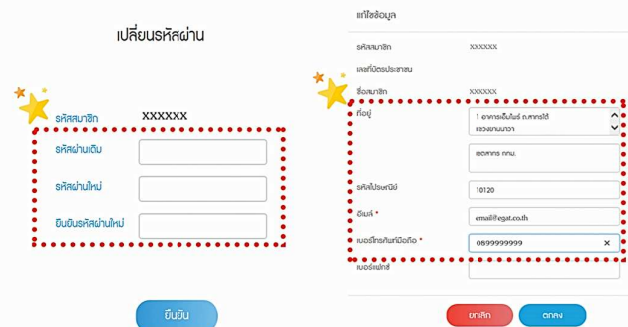 เปลี่ยนรหัสผ่าน
รหัสสมาชิก XXXXXX
รหัสผ่านเดิม
รหัสผ่านใหม่
ยืนยันรหัสผ่านใหม่
ยืนยัน
แก้ไขข้อมูล
รหัสสมาชิก XXXXXX
เลขที่บัตรประชาชน
ชื่อสมาชิก XXXXXX
ที่อยู่ 1 อาคารเอ็มไพร์ ถ.สาทรใต้
แขวงยานนาวา
เขตสาทร กทม.
รหัสไปรษณีย์ 10120
อีเมล์ * email@egat.co.th
เบอร์โทรศัพท์มือถือ * 0899999999 ×
เบอร์แฟกซ์
ยกเลิก ตกลง